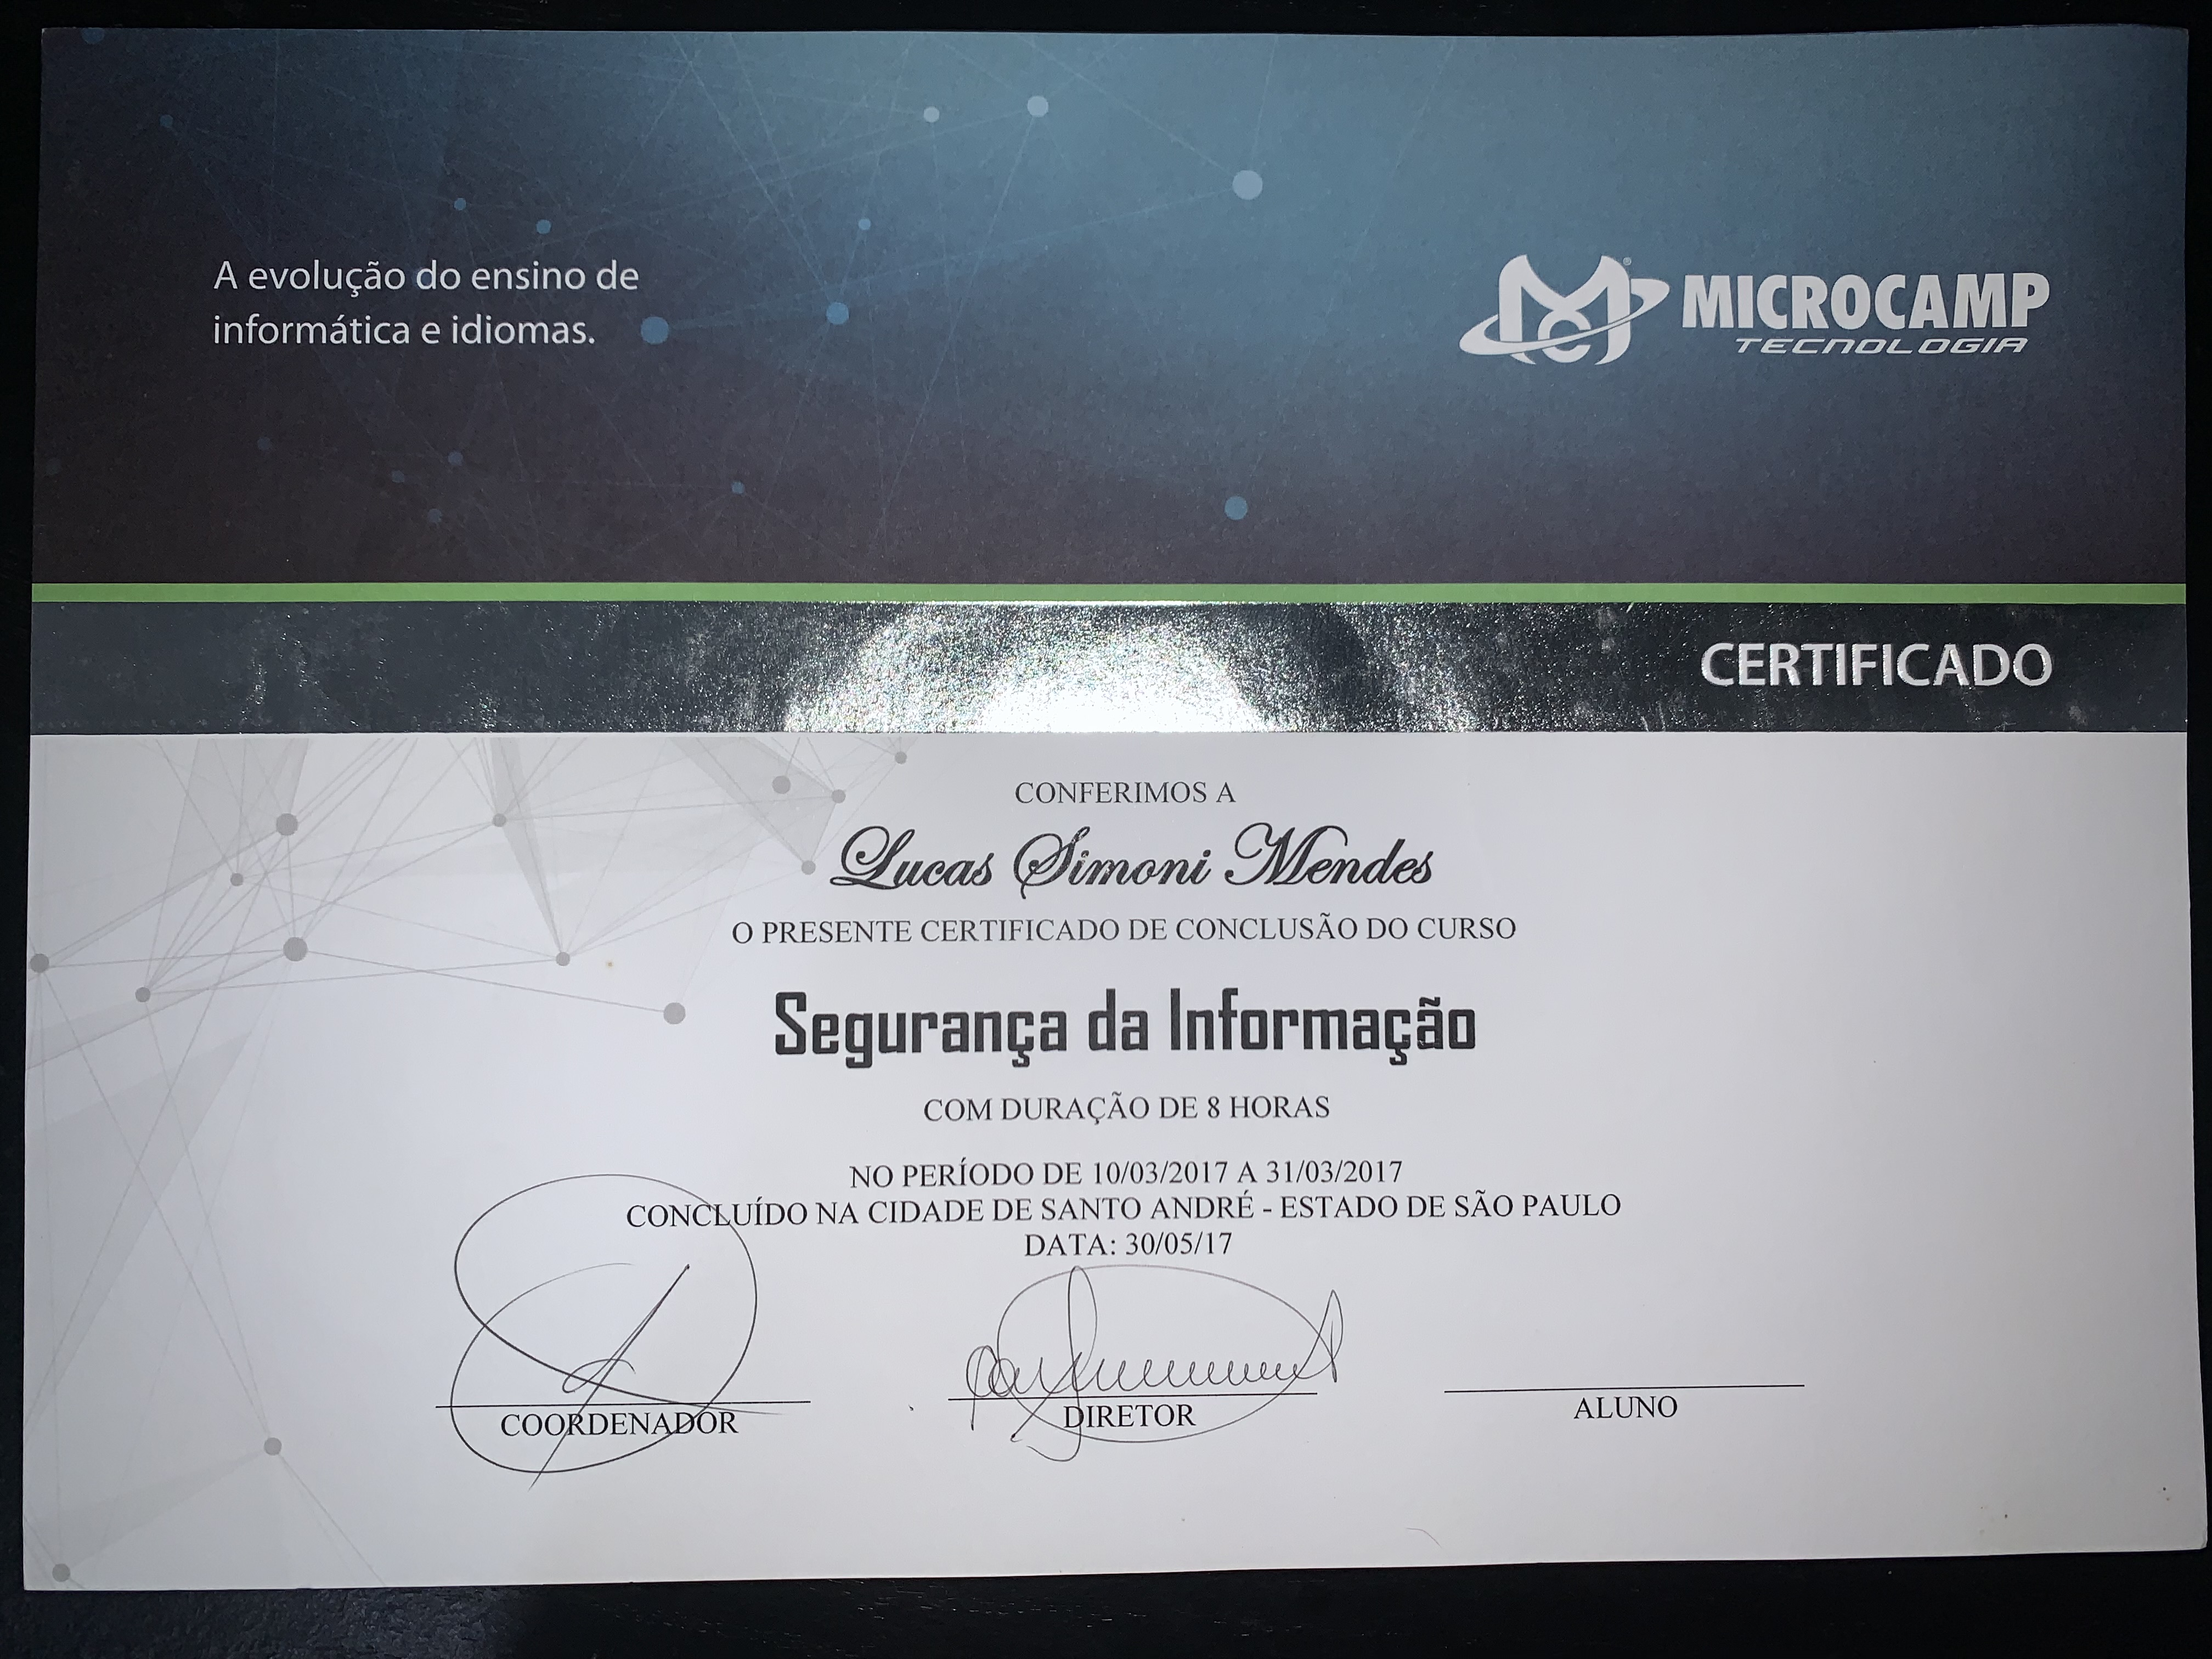 A evolução do ensino de
informática e idiomas.
MC®
MICROCAMP
TECNOLOGIA
CERTIFICADO
CONFERIMOS A
Lucas Simoni Mendes
O PRESENTE CERTIFICADO DE CONCLUSÃO DO CURSO
Segurança da Informação
COM DURAÇÃO DE 8 HORAS
NO PERÍODO DE 10/03/2017 A 31/03/2017
CONCLUÍDO NA CIDADE DE SANTO ANDRÉ - ESTADO DE SÃO PAULO
DATA: 30/05/17
COORDENADOR
DIRETOR
ALUNO